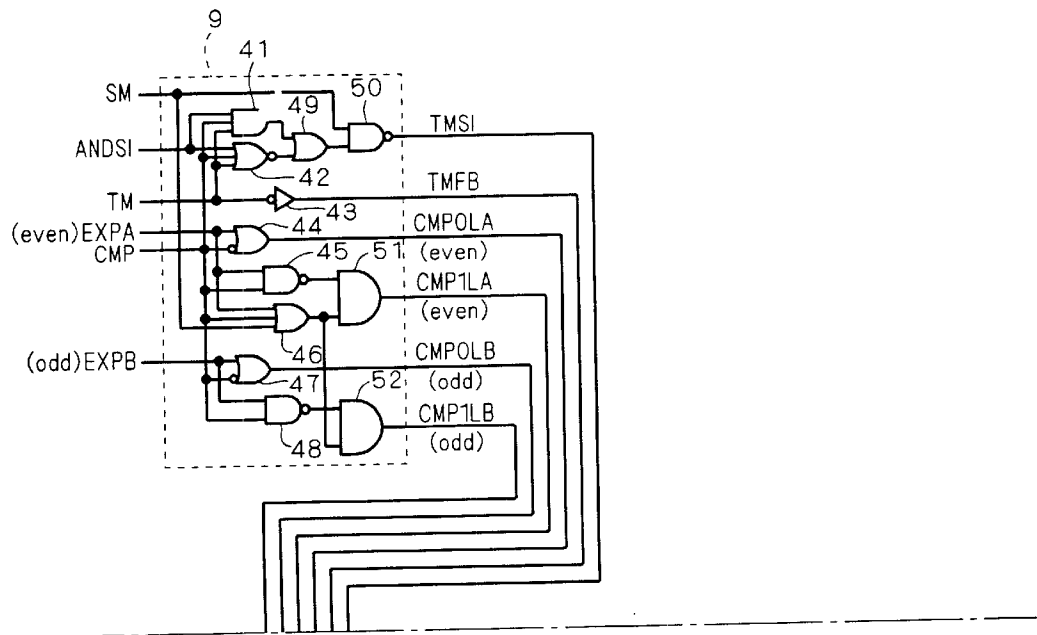 9
41
SM
50
49
TMSI
ANDSI
42
TM
TMFB
43
44
(even)EXPA
CMP0LA
CMP
(even)
45
51
CMP1LA
(even)
46
(odd)EXPB
CMP0LB
47
(odd)
52
CMP1LB
48
(odd)